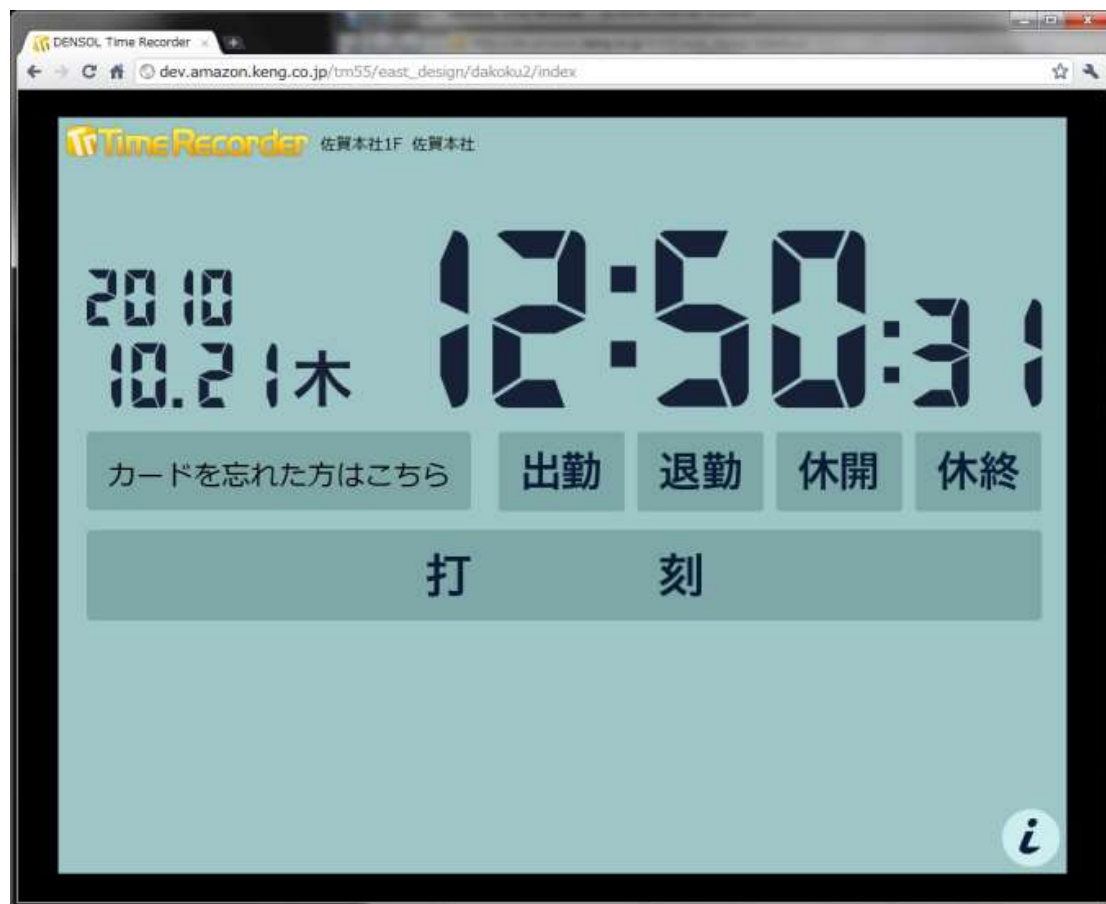 DENSOL Time Recorder
dev.amazon.keng.co.jp/tm55/east_design/dakoku2/index
Time Recorder 佐賀本社1F 佐賀本社
2010
10.21木
12:50:31
カードを忘れた方はこちら 出勤 退勤 休開 休終
打 刻
i